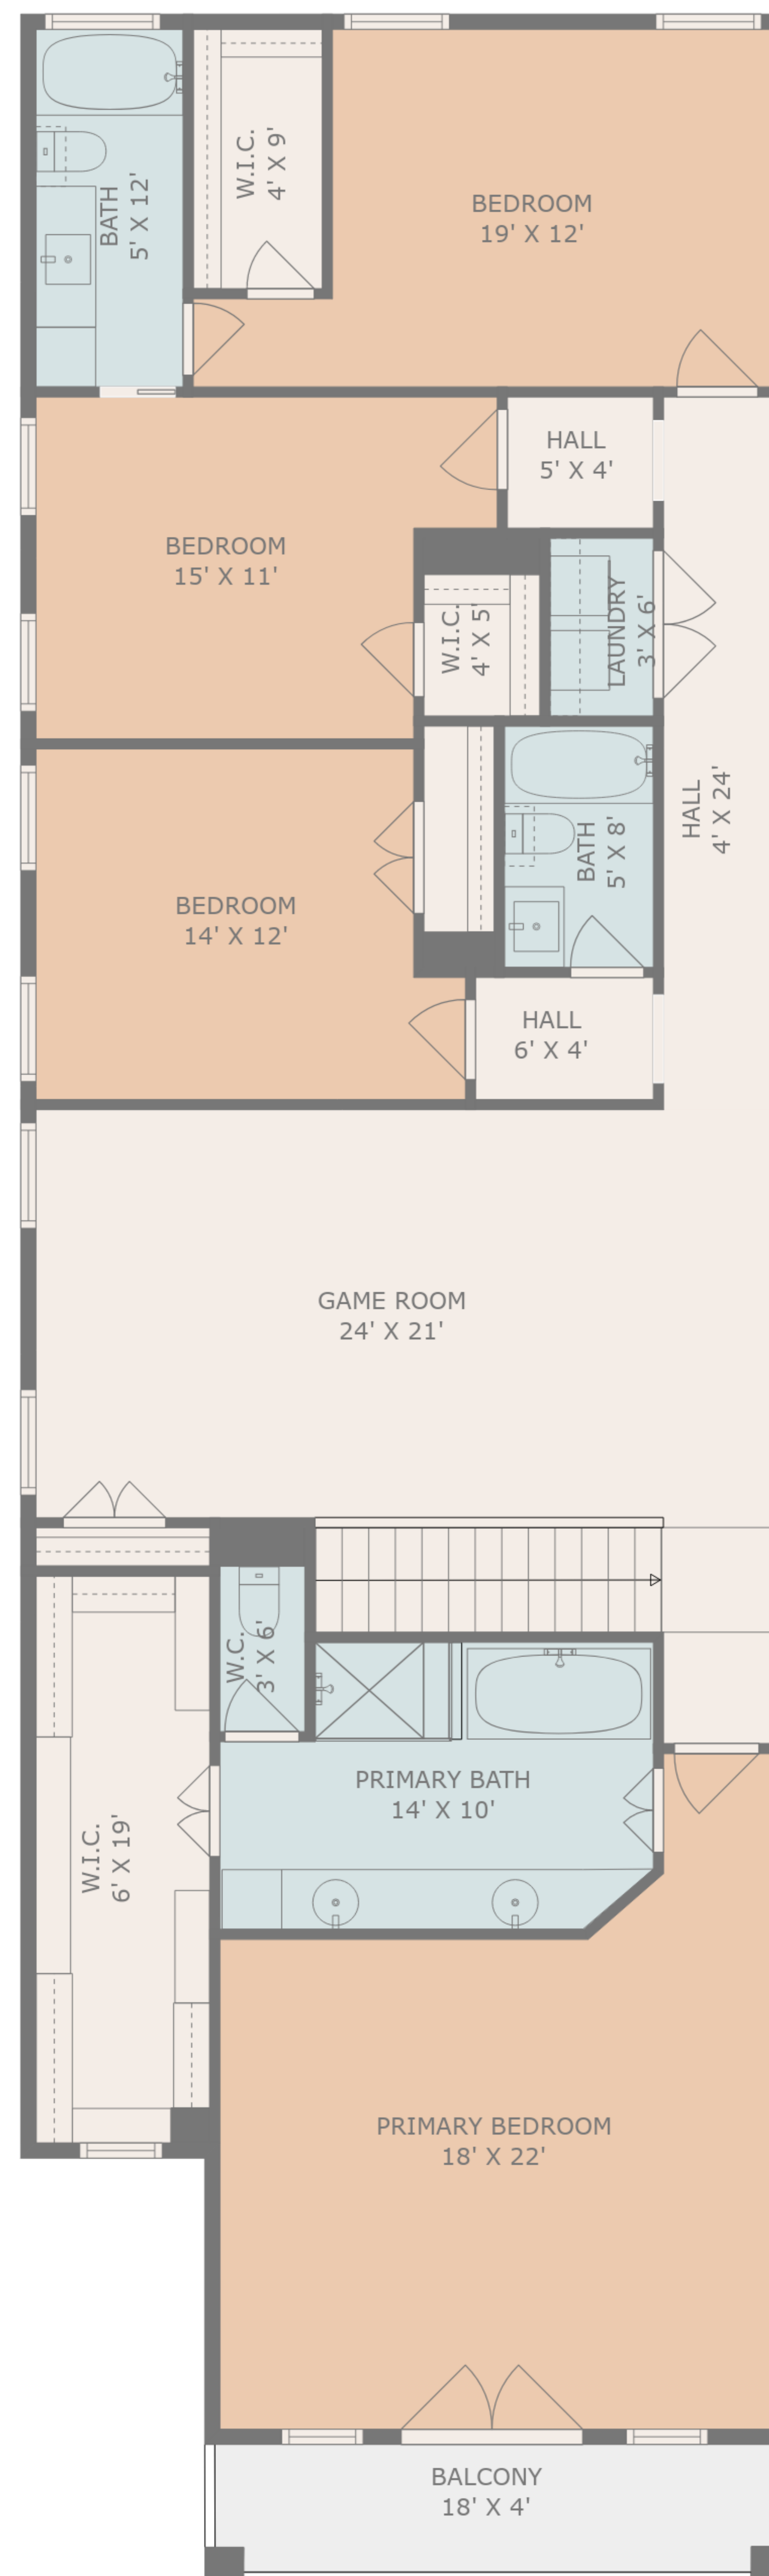 W.I.C.
4' X 9'
BATH
5' X 12'
BEDROOM
19' X 12'
HALL
5' X 4'
BEDROOM
15' X 11'
W.I.C.
4' X 5'
LAUNDRY
3' X 6'
HALL
4' X 24'
BATH
5' X 8'
BEDROOM
14' X 12'
HALL
6' X 4'
GAME ROOM
24' X 21'
W.C.
3' X 6'
PRIMARY BATH
14' X 10'
W.I.C.
6' X 19'
PRIMARY BEDROOM
18' X 22'
BALCONY
18' X 4'